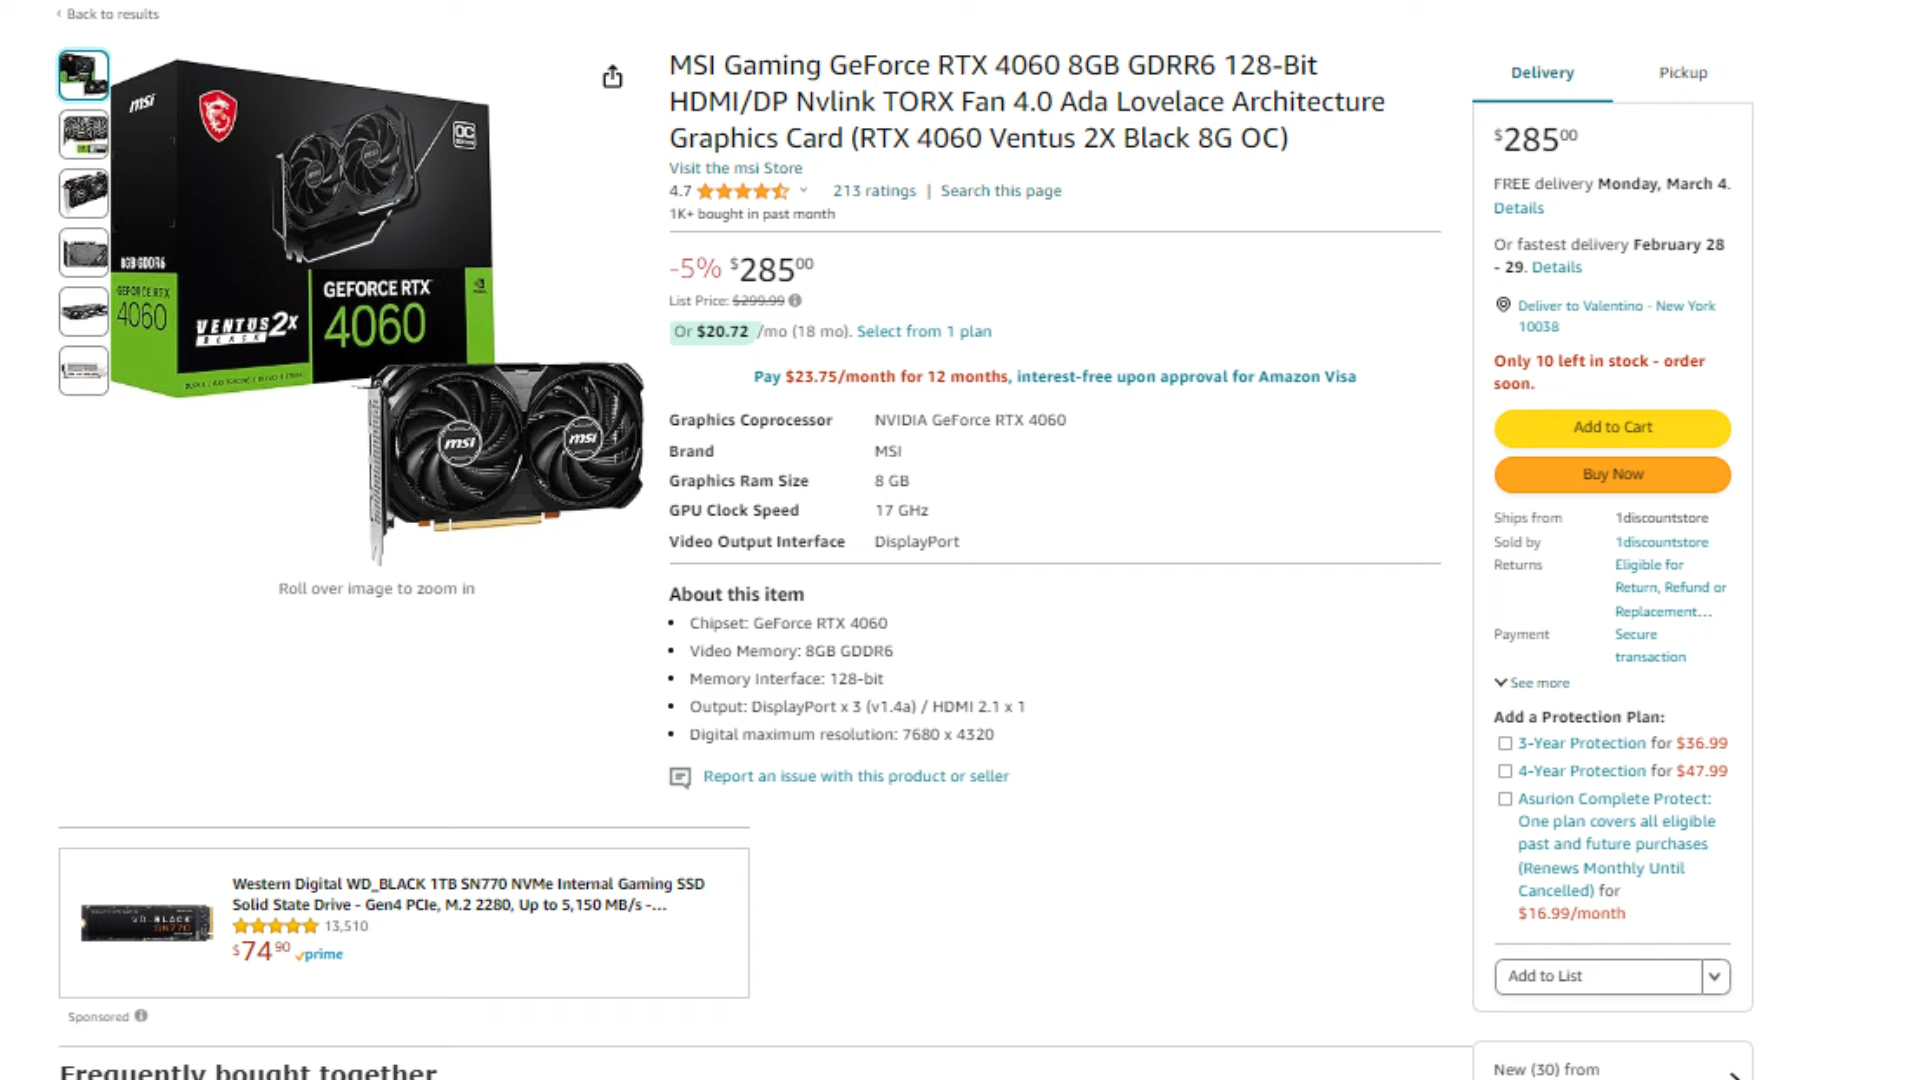 ‹ Back to results
MSI Gaming GeForce RTX 4060 8GB GDRR6 128-Bit
HDMI/DP Nvlink TORX Fan 4.0 Ada Lovelace Architecture
Graphics Card (RTX 4060 Ventus 2X Black 8G OC)
Visit the msi Store
4.7 213 ratings | Search this page
1K+ bought in past month
-5% $285⁰⁰
List Price: $299.99
Or $20.72 /mo (18 mo). Select from 1 plan
Pay $23.75/month for 12 months, interest-free upon approval for Amazon Visa
Graphics Coprocessor NVIDIA GeForce RTX 4060
Brand MSI
Graphics Ram Size 8 GB
GPU Clock Speed 17 GHz
Video Output Interface DisplayPort
About this item
• Chipset: GeForce RTX 4060
• Video Memory: 8GB GDDR6
• Memory Interface: 128-bit
• Output: DisplayPort x 3 (v1.4a) / HDMI 2.1 x 1
• Digital maximum resolution: 7680 x 4320
Report an issue with this product or seller
msi
OC
8GB GDDR6
GEFORCE RTX
4060
VENTUS 2X
BLACK
GEFORCE RTX
4060
msi
msi
Roll over image to zoom in
Western Digital WD_BLACK 1TB SN770 NVMe Internal Gaming SSD
Solid State Drive - Gen4 PCIe, M.2 2280, Up to 5,150 MB/s -...
13,510
$74⁹⁰ prime
WD_BLACK
SN770
Sponsored
Frequently bought together
Delivery
Pickup
$285⁰⁰
FREE delivery Monday, March 4.
Details
Or fastest delivery February 28
- 29. Details
Deliver to Valentino - New York
10038
Only 10 left in stock - order
soon.
Add to Cart
Buy Now
Ships from 1discountstore
Sold by 1discountstore
Returns Eligible for
Return, Refund or
Replacement...
Payment Secure
transaction
See more
Add a Protection Plan:
3-Year Protection for $36.99
4-Year Protection for $47.99
Asurion Complete Protect:
One plan covers all eligible
past and future purchases
(Renews Monthly Until
Cancelled) for
$16.99/month
Add to List
New (30) from